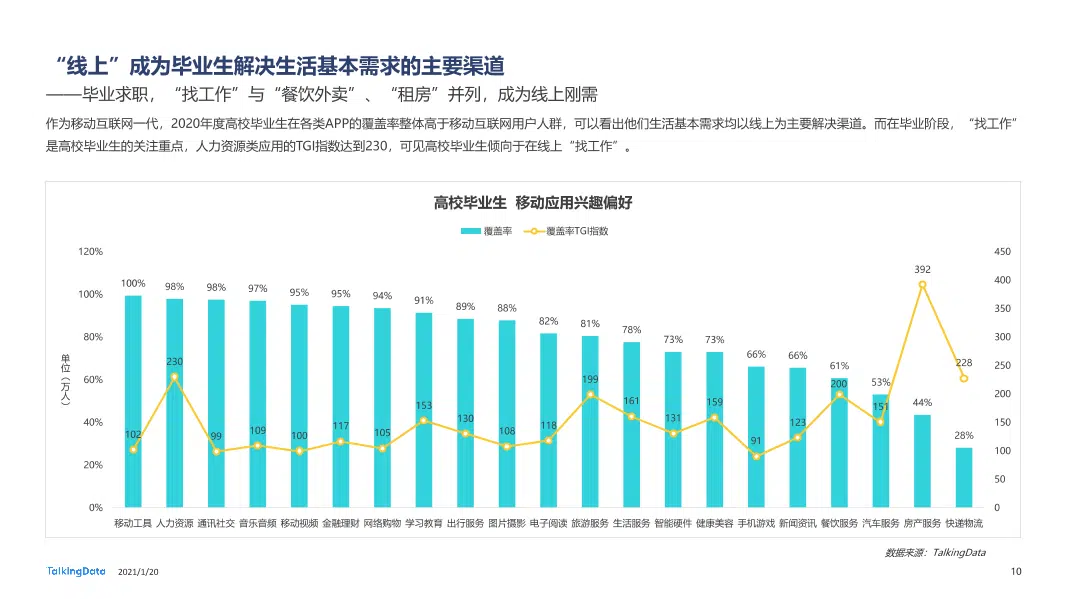 “线上”成为毕业生解决生活基本需求的主要渠道
——毕业求职，“找工作”与“餐饮外卖”、“租房”并列，成为线上刚需
作为移动互联网一代，2020年度高校毕业生在各类APP的覆盖率整体高于移动互联网用户人群，可以看出他们生活基本需求均以线上为主要解决渠道。而在毕业阶段，“找工作”
是高校毕业生的关注重点，人力资源类应用的TGI指数达到230，可见高校毕业生倾向于在线上“找工作”。
高校毕业生 移动应用兴趣偏好
覆盖率 覆盖率TGI指数
单位（万人）
120%
100%
80%
60%
40%
20%
0%
100% 98% 98% 97% 95% 95% 94% 91% 89% 88% 82% 81% 78% 73% 73% 66% 66% 61% 53% 44% 28%
102 230 99 109 100 117 105 153 130 108 118 199 161 131 159 91 123 200 151 392 228
450
400
350
300
250
200
150
100
50
0
移动工具 人力资源 通讯社交 音乐音频 移动视频 金融理财 网络购物 学习教育 出行服务 图片摄影 电子阅读 旅游服务 生活服务 智能硬件 健康美容 手机游戏 新闻资讯 餐饮服务 汽车服务 房产服务 快递物流
数据来源：TalkingData
TalkingData 2021/1/20
10